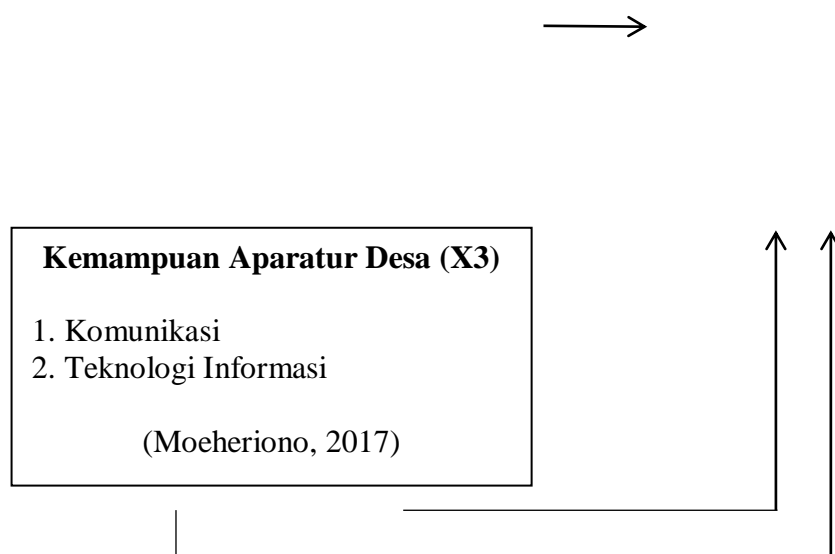 Kemampuan Aparatur Desa (X3)
1. Komunikasi
2. Teknologi Informasi
(Moeheriono, 2017)